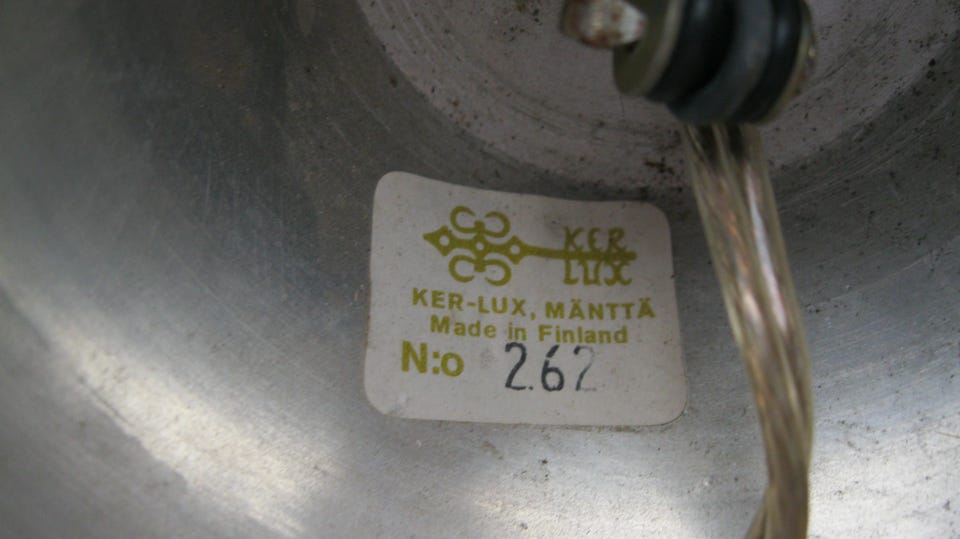 KER
LUX
KER-LUX, MÄNTTÄ
Made in Finland
N:o 262